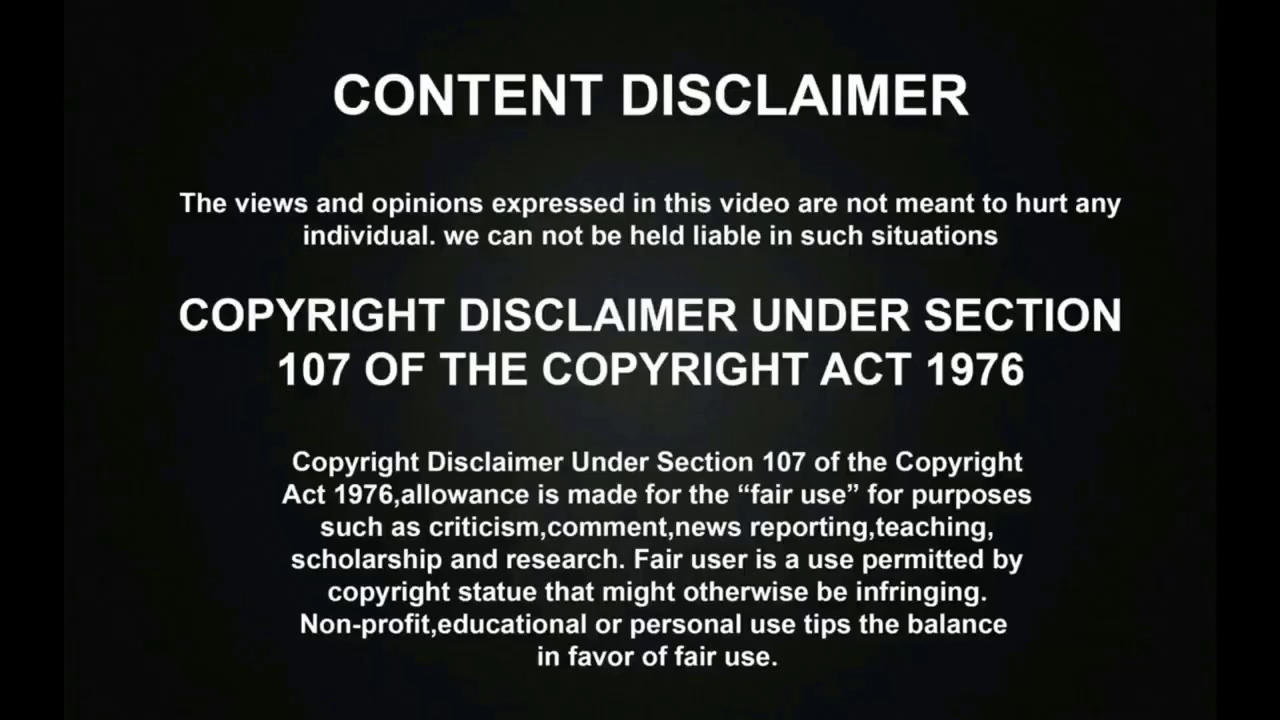 CONTENT DISCLAIMER
The views and opinions expressed in this video are not meant to hurt any
individual. we can not be held liable in such situations
COPYRIGHT DISCLAIMER UNDER SECTION
107 OF THE COPYRIGHT ACT 1976
Copyright Disclaimer Under Section 107 of the Copyright
Act 1976,allowance is made for the “fair use” for purposes
such as criticism,comment,news reporting,teaching,
scholarship and research. Fair user is a use permitted by
copyright statue that might otherwise be infringing.
Non-profit,educational or personal use tips the balance
in favor of fair use.